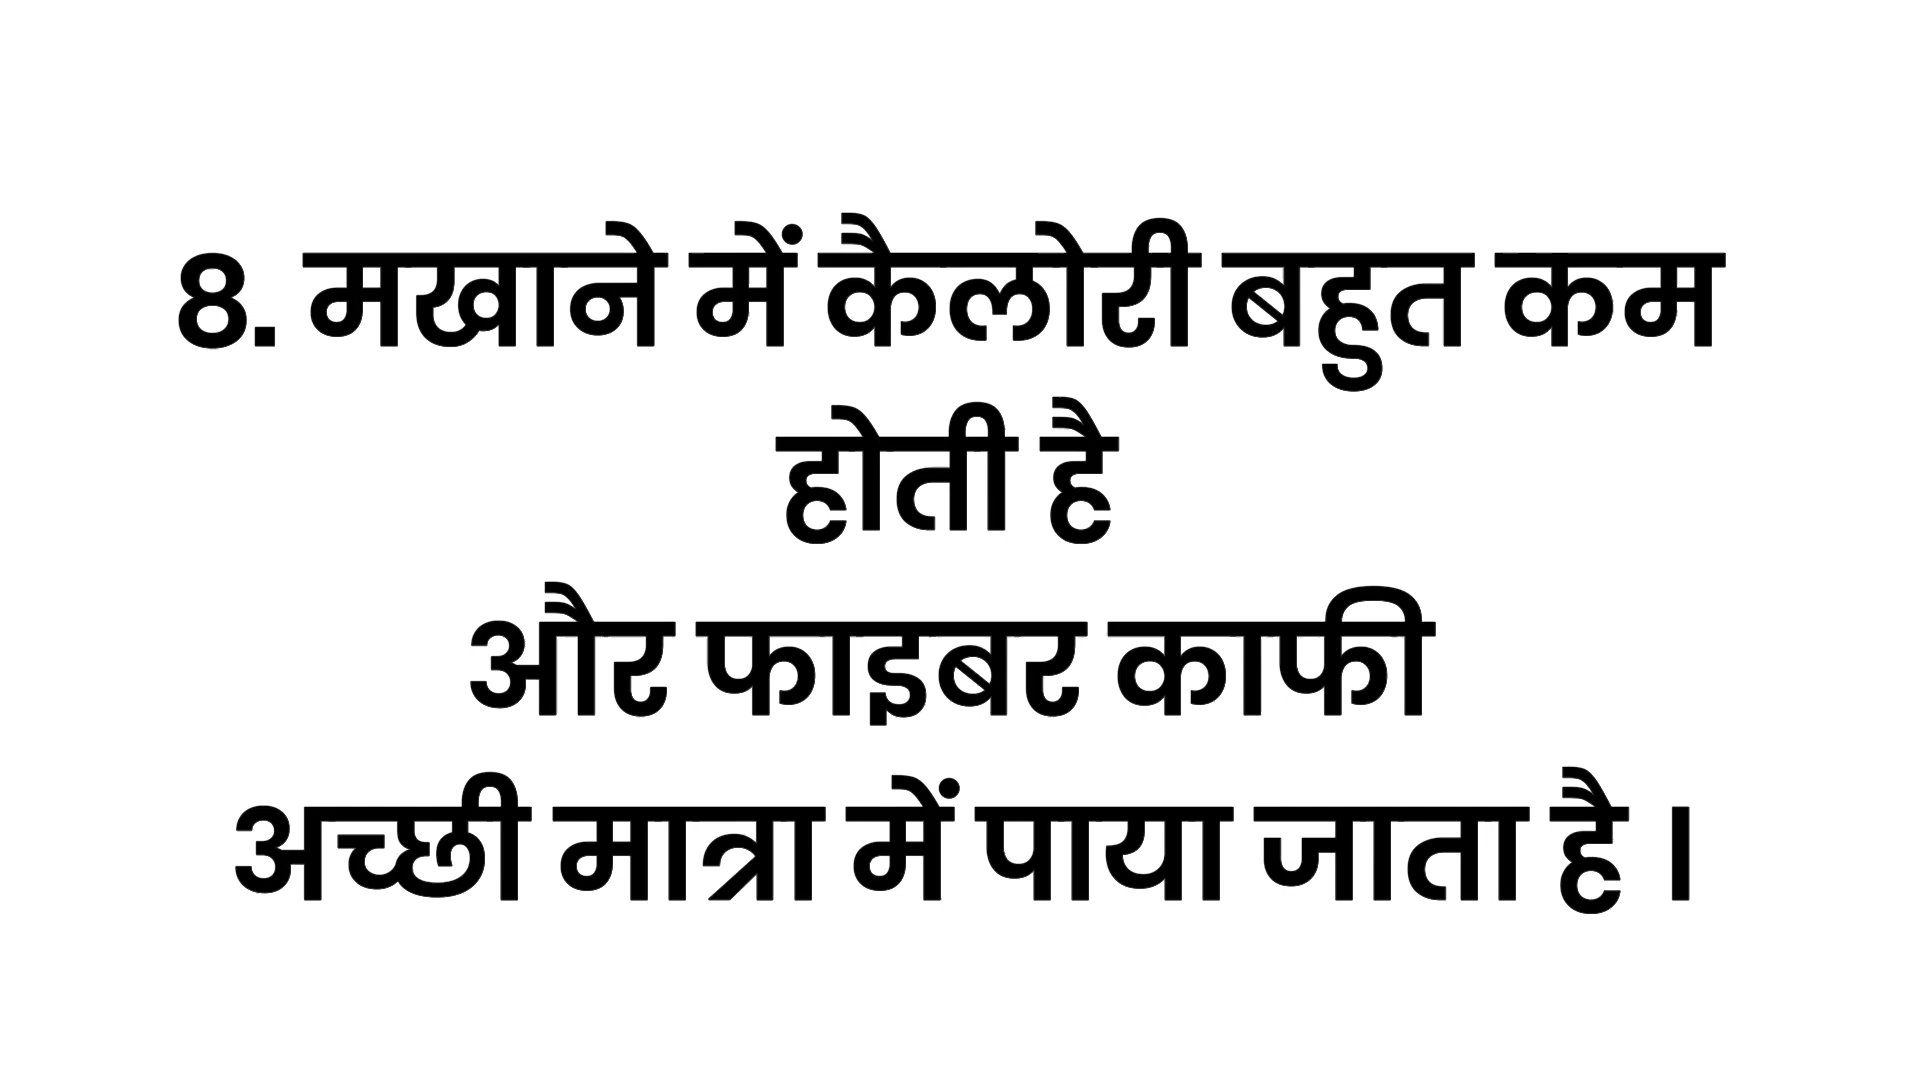 8. मखाने में कैलोरी बहुत कम
होती है
और फाइबर काफी
अच्छी मात्रा में पाया जाता है ।